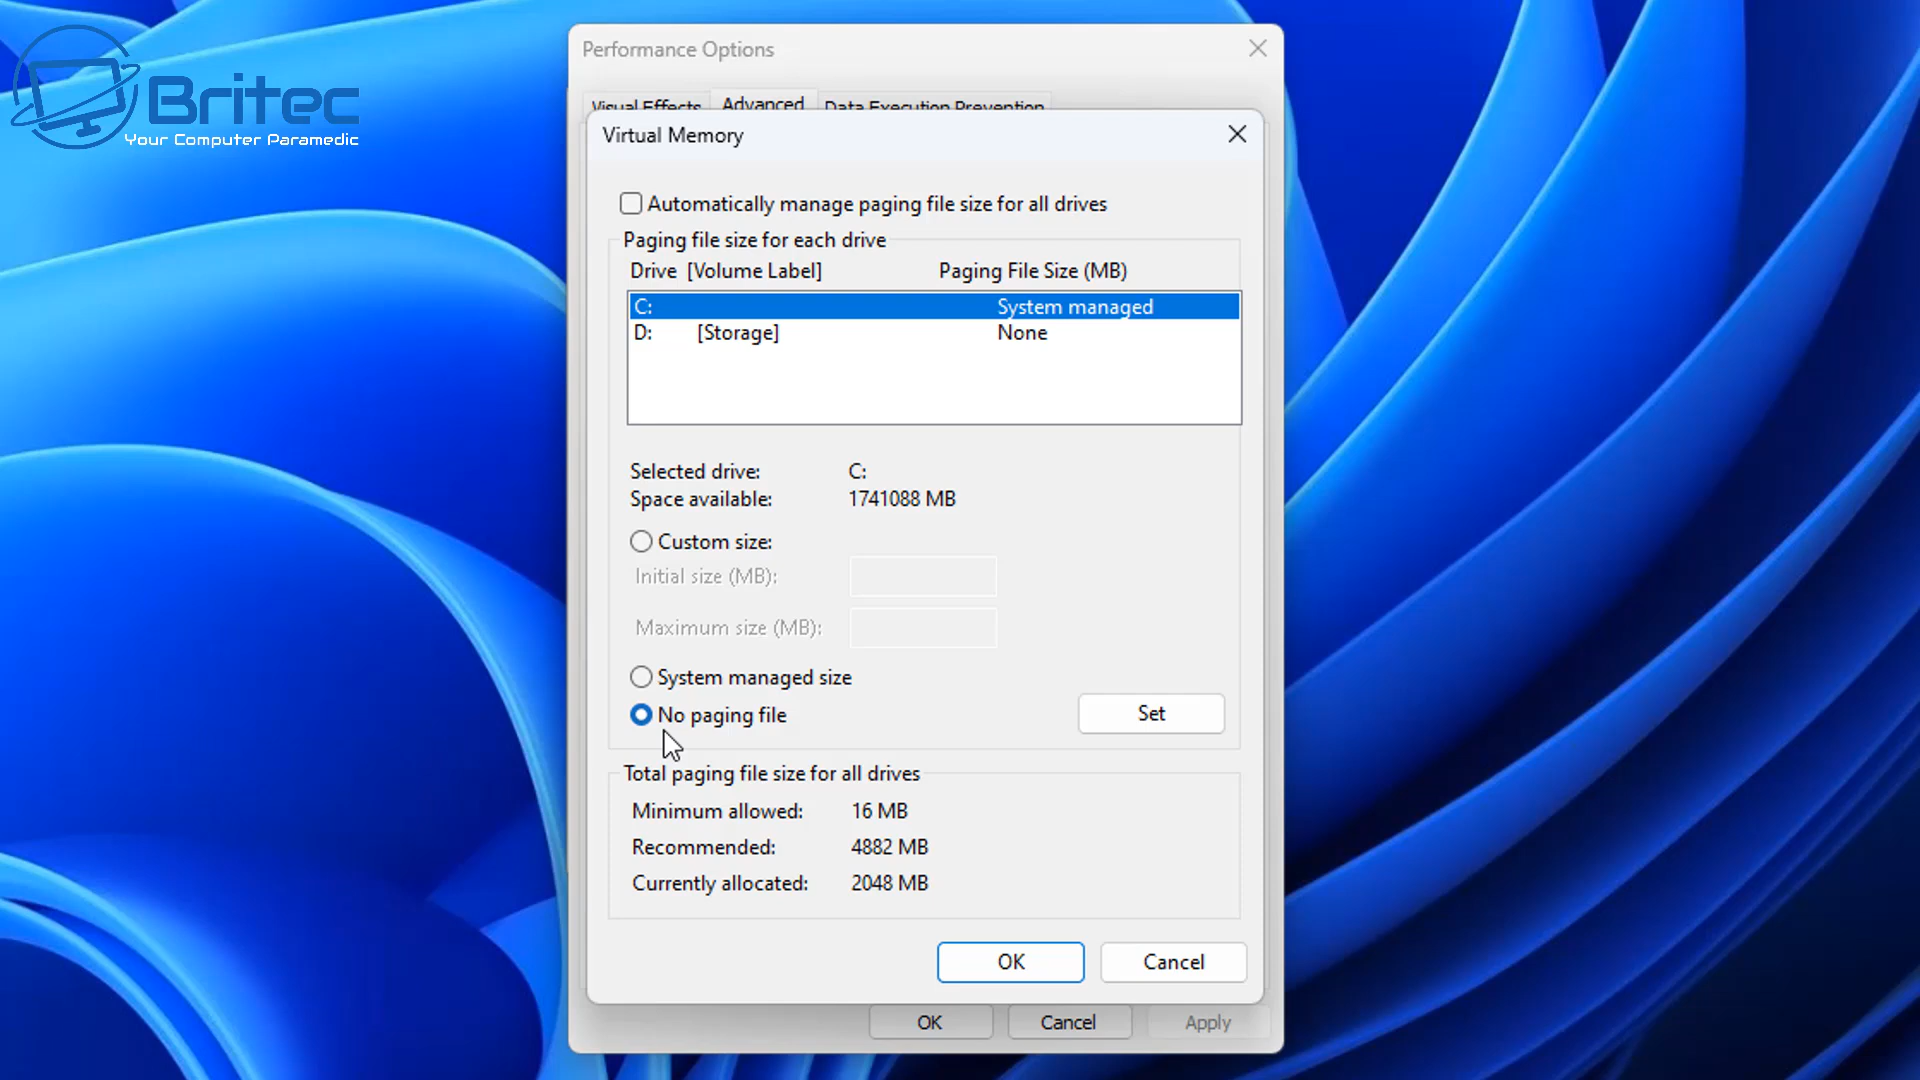 Britec
Your Computer Paramedic
Performance Options
Visual Effects Advanced Data Execution Prevention
Virtual Memory
Automatically manage paging file size for all drives
Paging file size for each drive
Drive [Volume Label] Paging File Size (MB)
C: System managed
D: [Storage] None
Selected drive: C:
Space available: 1741088 MB
Custom size:
Initial size (MB):
Maximum size (MB):
System managed size
No paging file Set
Total paging file size for all drives
Minimum allowed: 16 MB
Recommended: 4882 MB
Currently allocated: 2048 MB
OK Cancel
OK Cancel Apply